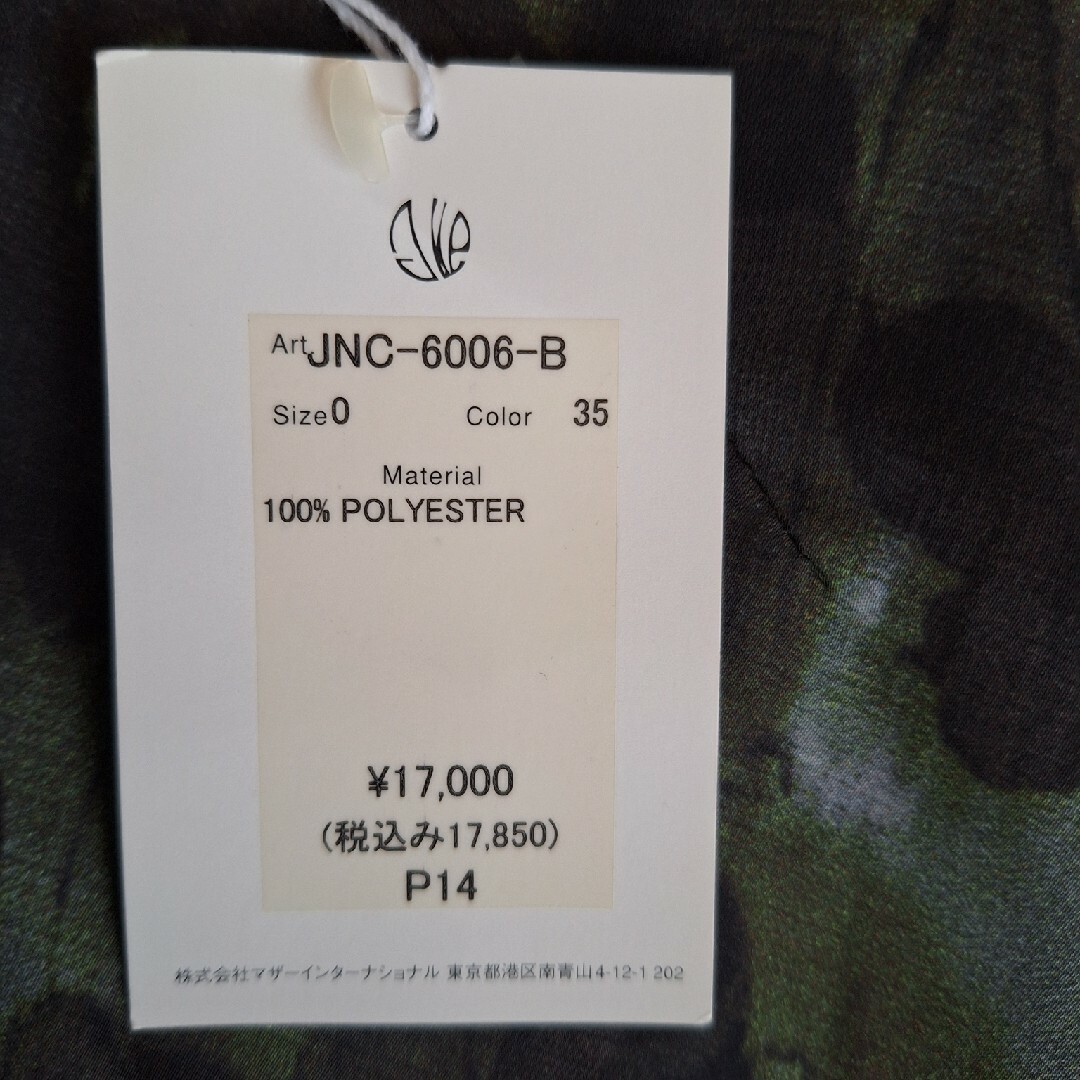 Art JNC-6006-B
Size 0 Color 35
Material
100% POLYESTER
¥17,000
(税込み17,850)
P14
株式会社マザーインターナショナル 東京都港区南青山4-12-1 202